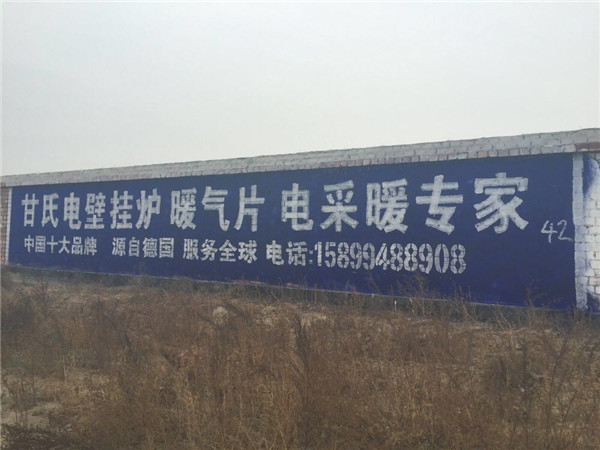 甘氏电壁挂炉 暖气片 电采暖专家
中国十大品牌 源自德国 服务全球 电话:15899488908
42